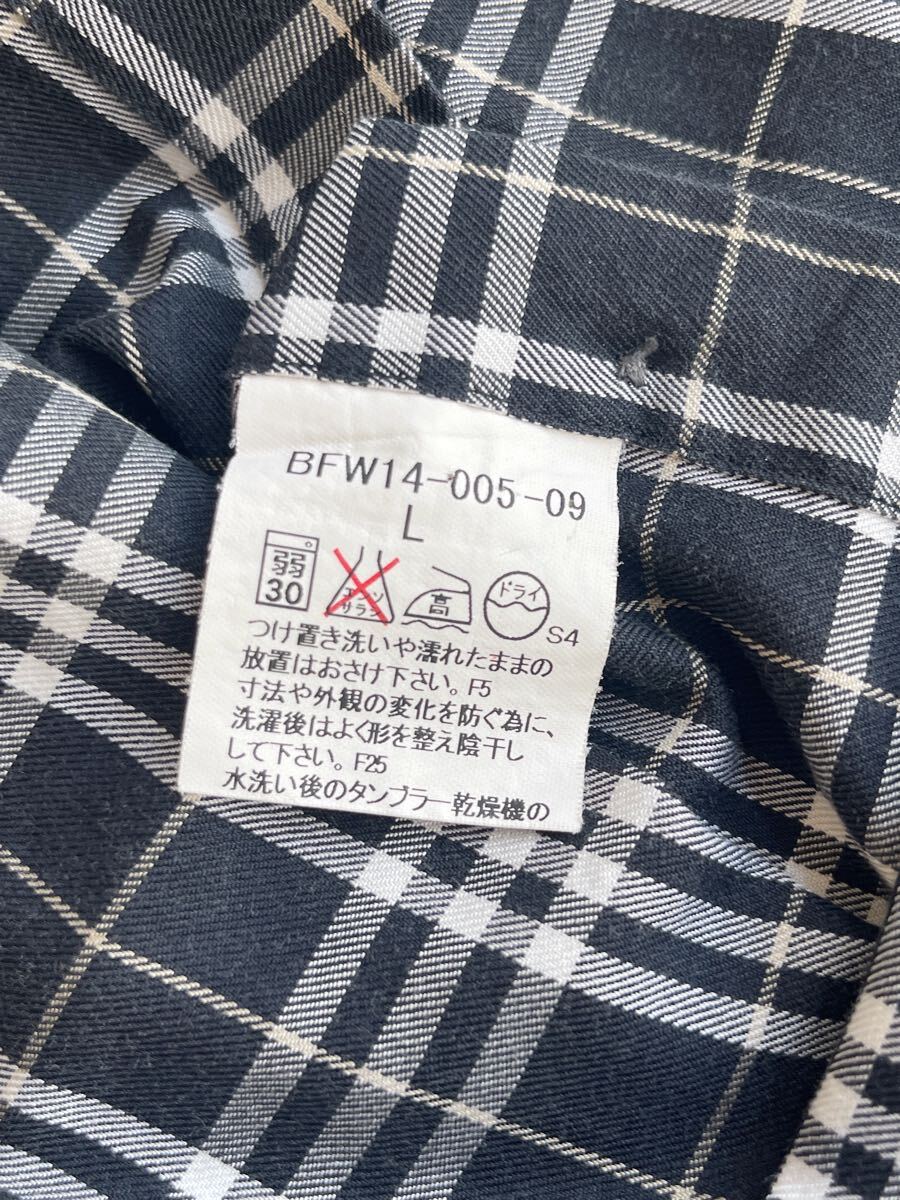 BFW14-005-09
L
弱 30 エンソ サラシ 高 ドライ S4
つけ置き洗いや濡れたままの
放置はおさけ下さい。F5
寸法や外観の変化を防ぐ為に、
洗濯後はよく形を整え陰干し
して下さい。F25
水洗い後のタンブラー乾燥機の